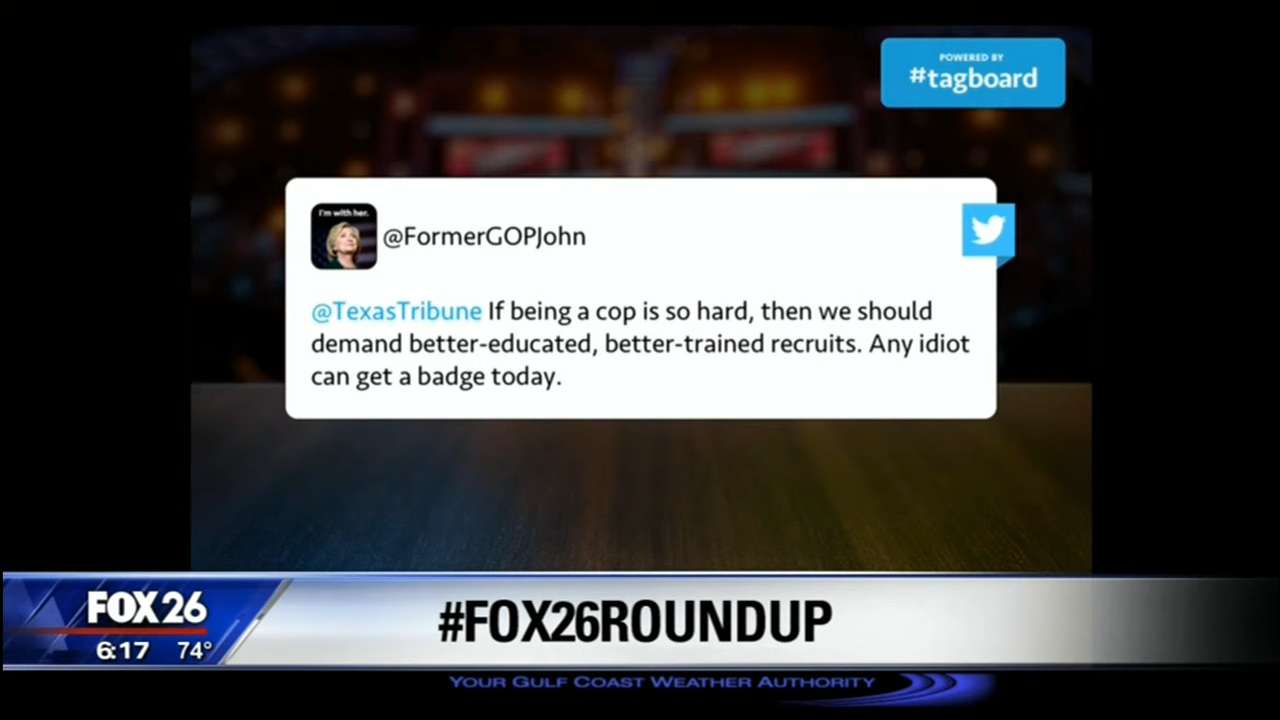 POWERED BY
#tagboard
I'm with her.
@FormerGOPJohn
@TexasTribune If being a cop is so hard, then we should
demand better-educated, better-trained recruits. Any idiot
can get a badge today.
FOX 26
#FOX26ROUNDUP
6:17 74°
YOUR GULF COAST WEATHER AUTHORITY